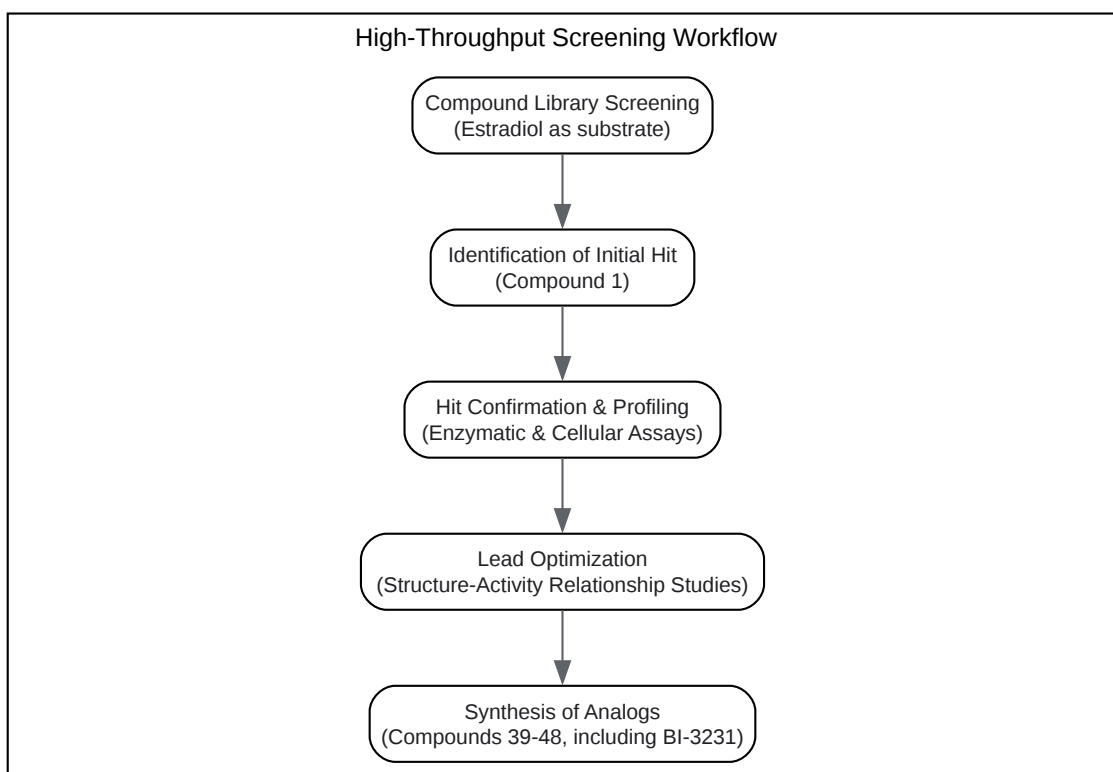 High-Throughput Screening Workflow
Compound Library Screening
(Estradiol as substrate)
Identification of Initial Hit
(Compound 1)
Hit Confirmation & Profiling
(Enzymatic & Cellular Assays)
Lead Optimization
(Structure-Activity Relationship Studies)
Synthesis of Analogs
(Compounds 39-48, including BI-3231)